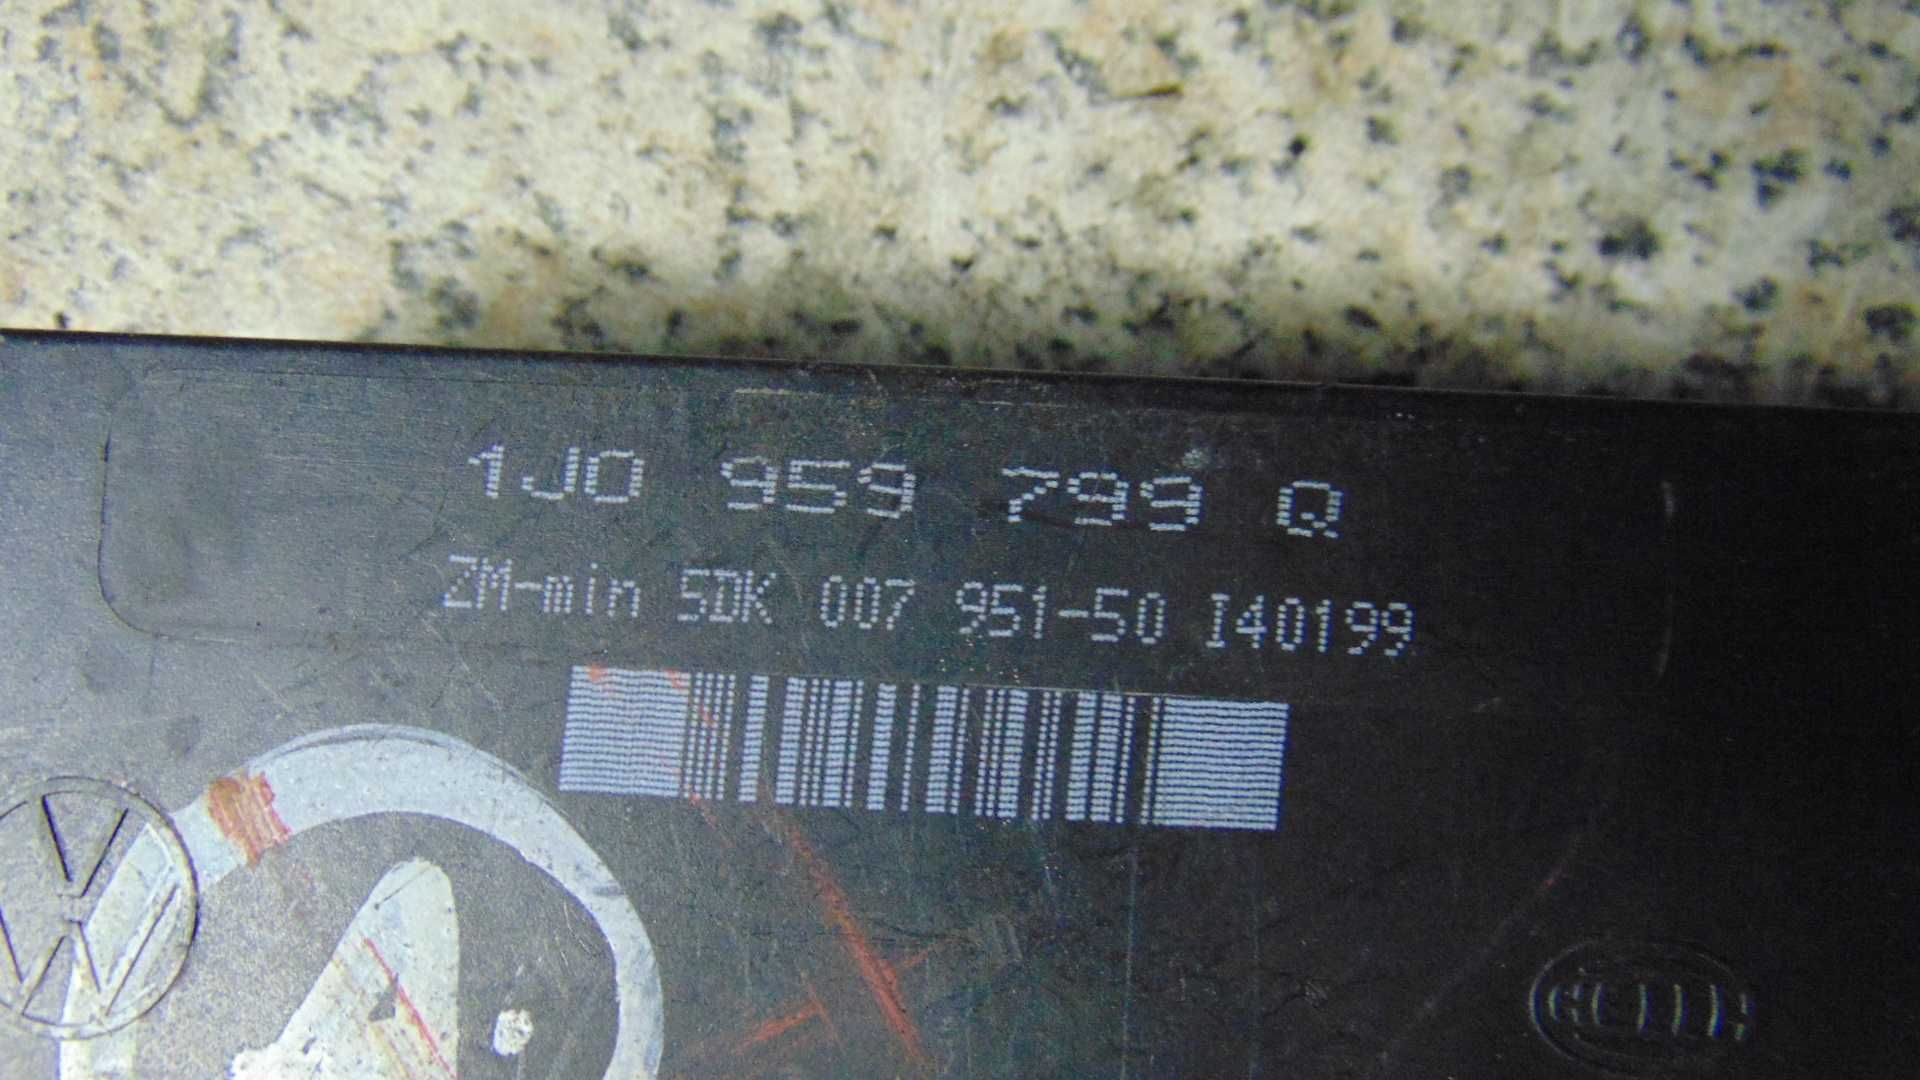 1J0 959 799 Q
ZM-min 5DK 007 951-50 I40199
HELLA